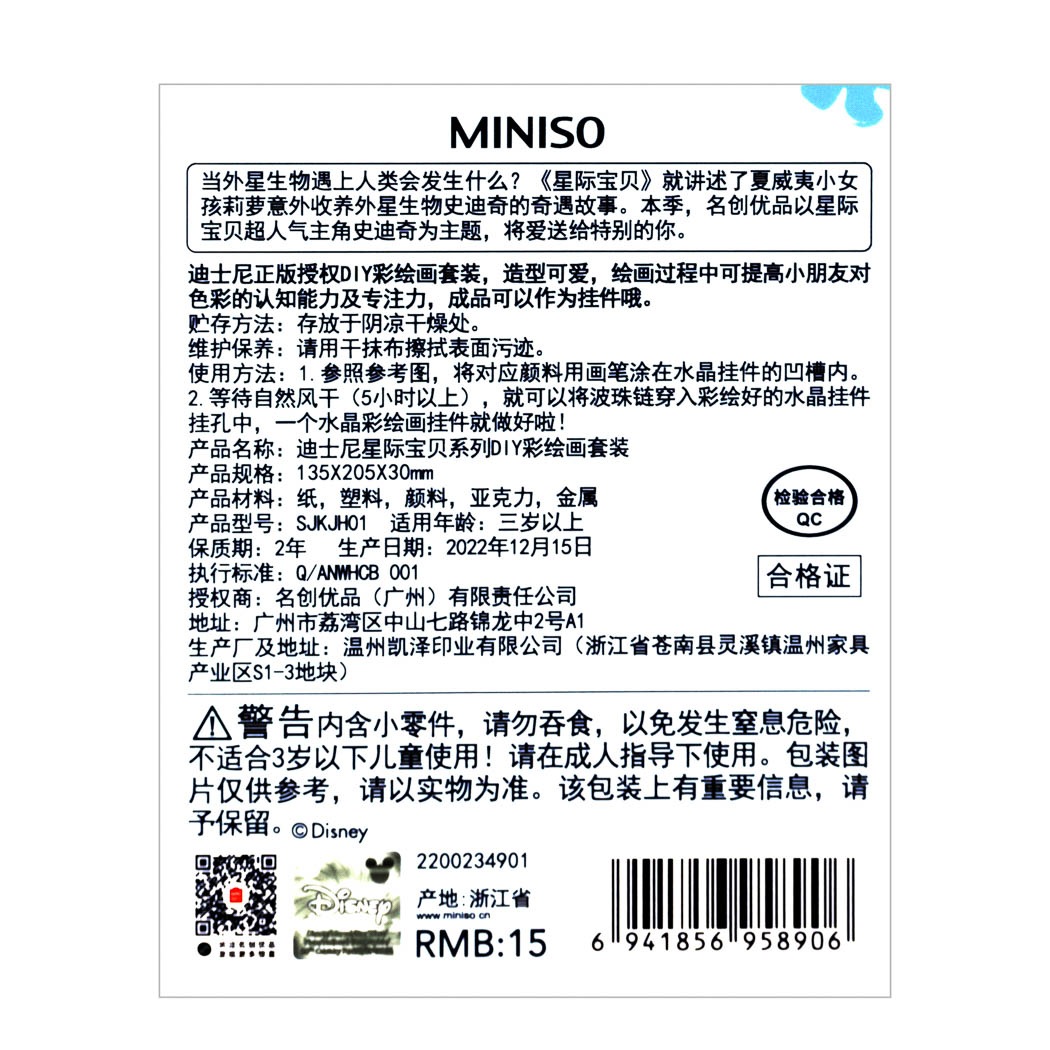 MINISO
当外星生物遇上人类会发生什么？《星际宝贝》就讲述了夏威夷小女
孩莉萝意外收养外星生物史迪奇的奇遇故事。本季，名创优品以星际
宝贝超人气主角史迪奇为主题，将爱送给特别的你。
迪士尼正版授权DIY彩绘画套装，造型可爱，绘画过程中可提高小朋友对
色彩的认知能力及专注力，成品可以作为挂件哦。
贮存方法：存放于阴凉干燥处。
维护保养：请用干抹布擦拭表面污迹。
使用方法：1.参照参考图，将对应颜料用画笔涂在水晶挂件的凹槽内。
2.等待自然风干（5小时以上），就可以将波珠链穿入彩绘好的水晶挂件
挂孔中，一个水晶彩绘画挂件就做好啦！
产品名称：迪士尼星际宝贝系列DIY彩绘画套装
产品规格：135X205X30mm
产品材料：纸，塑料，颜料，亚克力，金属
产品型号：SJKJH01 适用年龄：三岁以上
保质期：2年 生产日期：2022年12月15日
执行标准：Q/ANWHCB 001
授权商：名创优品（广州）有限责任公司
地址：广州市荔湾区中山七路锦龙中2号A1
生产厂及地址：温州凯泽印业有限公司（浙江省苍南县灵溪镇温州家具
产业区S1-3地块）
检验合格
QC
合格证
警告内含小零件，请勿吞食，以免发生窒息危险，
不适合3岁以下儿童使用！请在成人指导下使用。包装图
片仅供参考，请以实物为准。该包装上有重要信息，请
予保留。©Disney
关注名创优品
Disney
2200234901
产地:浙江省
www.miniso.cn
RMB:15
6 941856 958906